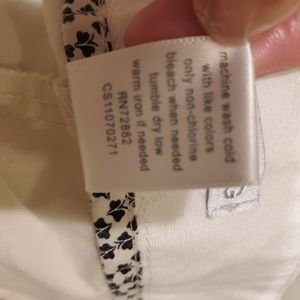 machine wash cold
with like colors
only non-chlorine
bleach when needed
tumble dry low
warm iron if needed
RN72882
CS11070271
G